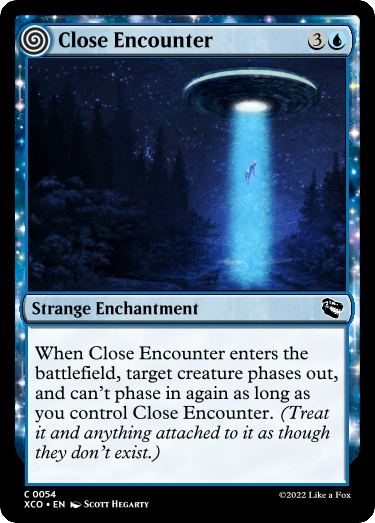 Close Encounter 3
Strange Enchantment
When Close Encounter enters the
battlefield, target creature phases out,
and can't phase in again as long as
you control Close Encounter. (Treat
it and anything attached to it as though
they don't exist.)
C 0054
XCO • EN Scott Hegarty
©2022 Like a Fox